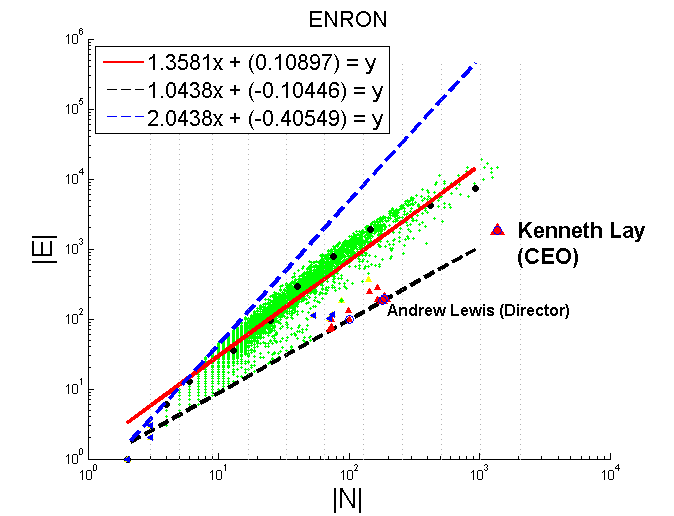 ENRON
1.3581x + (0.10897) = y
1.0438x + (-0.10446) = y
2.0438x + (-0.40549) = y
10^6
10^5
10^4
10^3
10^2
10^1
10^0
|E|
Kenneth Lay
(CEO)
Andrew Lewis (Director)
10^0
10^1
10^2
10^3
10^4
|N|